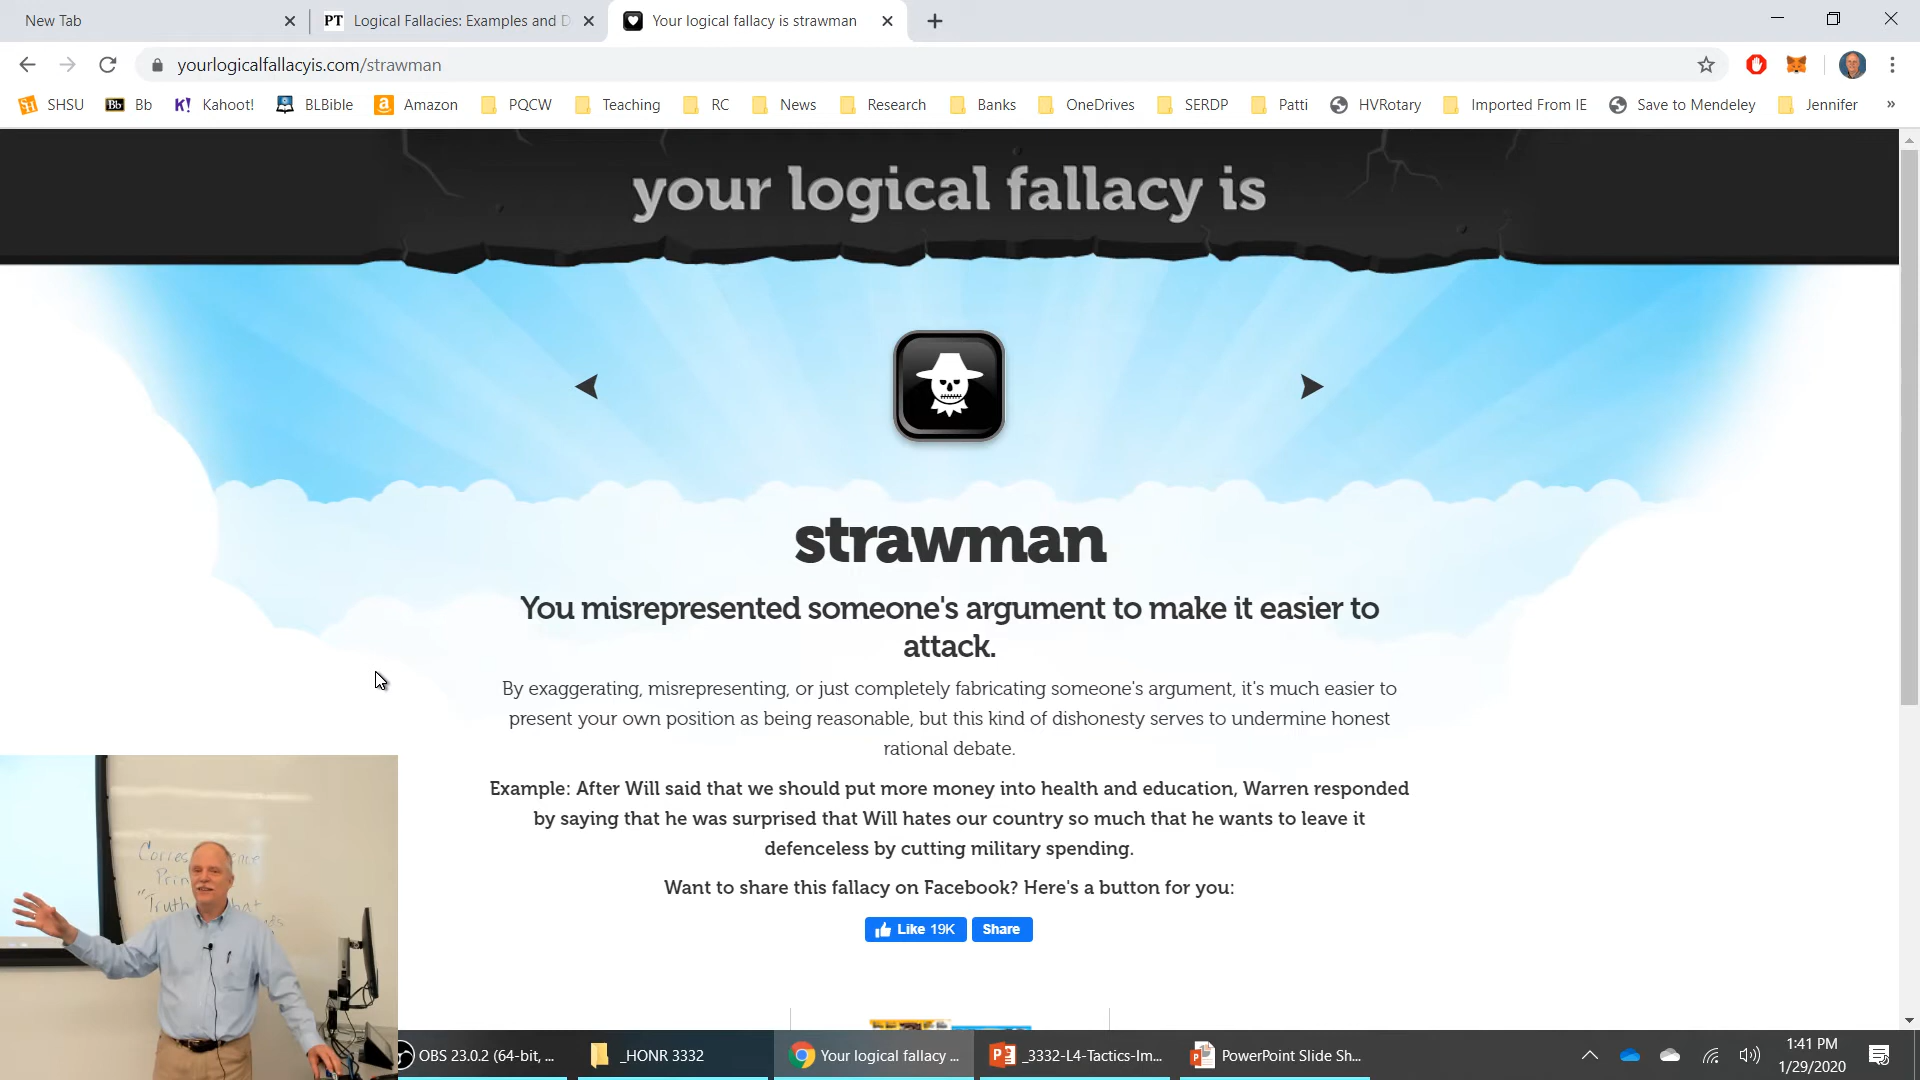 New Tab
PT Logical Fallacies: Examples and D
Your logical fallacy is strawman
yourlogicalfallacyis.com/strawman
SHSU
Bb Bb
K! Kahoot!
BLBible
a Amazon
PQCW
Teaching
RC
News
Research
Banks
OneDrives
SERDP
Patti
HVRotary
Imported From IE
Save to Mendeley
Jennifer
»
your logical fallacy is
strawman
You misrepresented someone's argument to make it easier to
attack.
By exaggerating, misrepresenting, or just completely fabricating someone's argument, it's much easier to
present your own position as being reasonable, but this kind of dishonesty serves to undermine honest
rational debate.
Example: After Will said that we should put more money into health and education, Warren responded
by saying that he was surprised that Will hates our country so much that he wants to leave it
defenceless by cutting military spending.
Want to share this fallacy on Facebook? Here's a button for you:
Like 19K
Share
"Truth
OBS 23.0.2 (64-bit, ...
_HONR 3332
Your logical fallacy ...
_3332-L4-Tactics-Im...
PowerPoint Slide Sh...
1:41 PM
1/29/2020